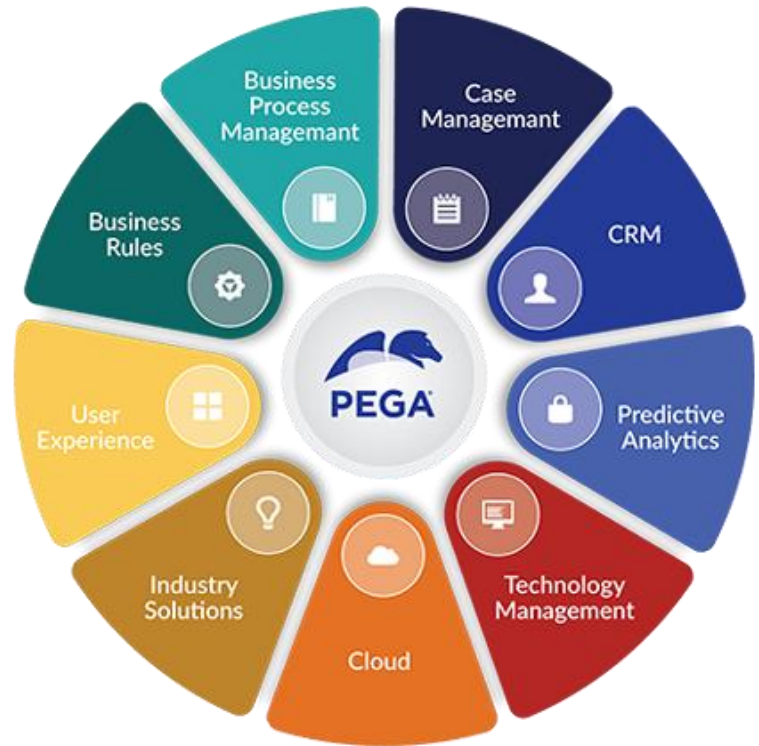 Business
Process
Managemant
Case
Managemant
CRM
Predictive
Analytics
Technology
Management
Cloud
Industry
Solutions
User
Experience
Business
Rules
PEGA